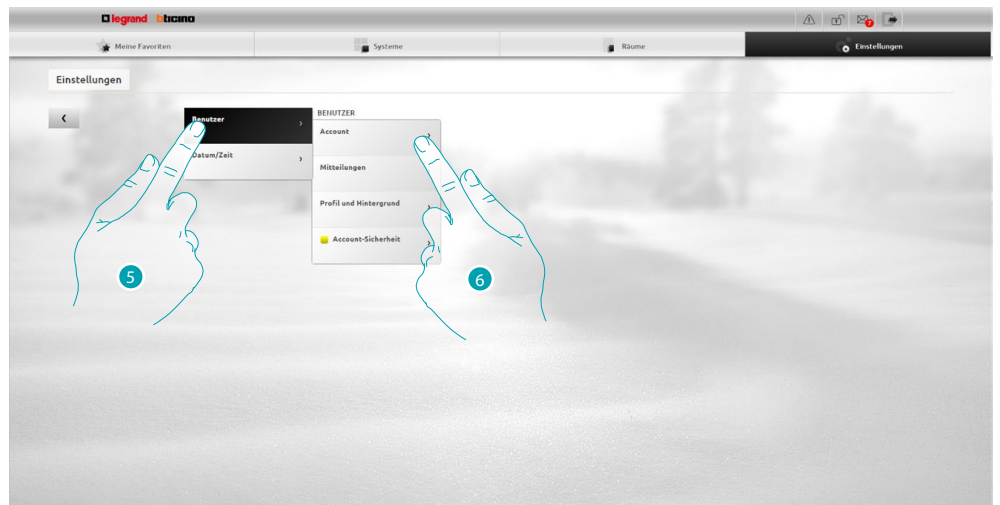 legrand bticino
7
Meine Favoriten
Systeme
Räume
Einstellungen
Einstellungen
Benutzer
Datum/Zeit
BENUTZER
Account
Mitteilungen
Profil und Hintergrund
Account-Sicherheit
5
6